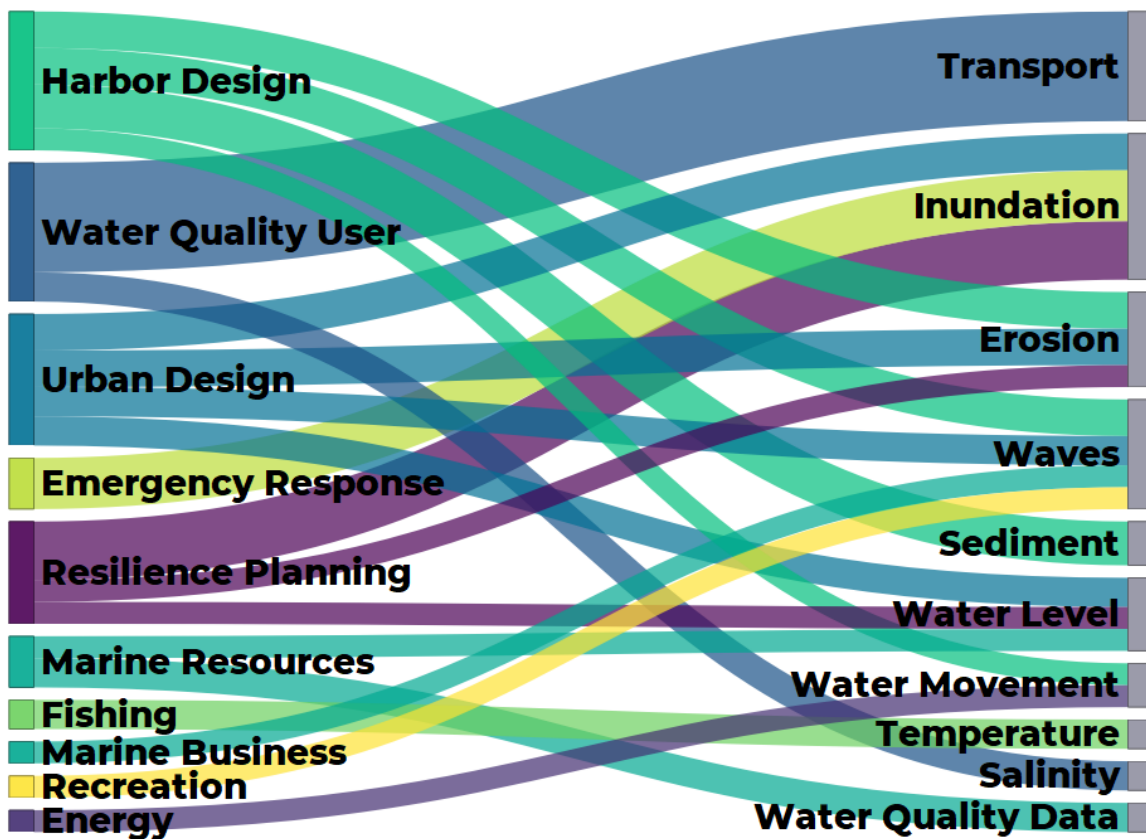 Harbor Design
Water Quality User
Urban Design
Emergency Response
Resilience Planning
Marine Resources
Fishing
Marine Business
Recreation
Energy
Transport
Inundation
Erosion
Waves
Sediment
Water Level
Water Movement
Temperature
Salinity
Water Quality Data